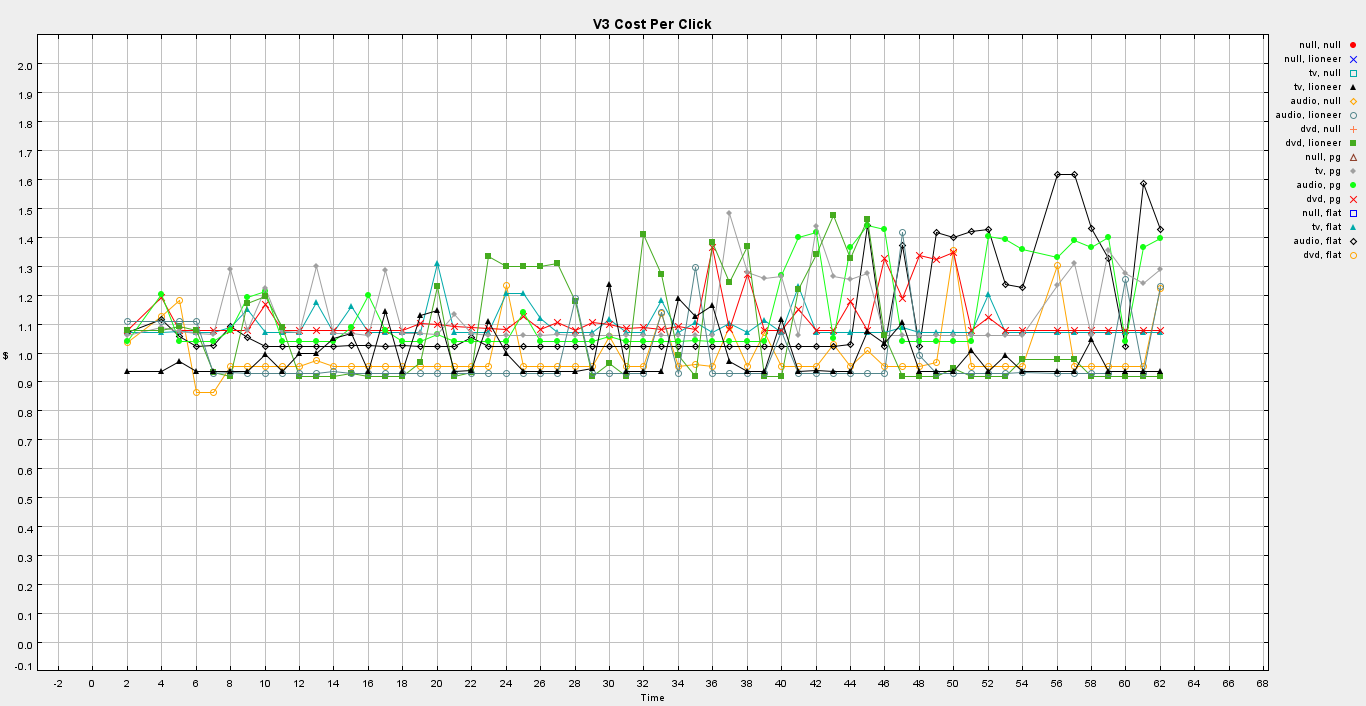 V3 Cost Per Click
2.0
1.9
1.8
1.7
1.6
1.5
1.4
1.3
1.2
1.1
1.0
0.9
0.8
0.7
0.6
0.5
0.4
0.3
0.2
0.1
0.0
-0.1
$
-2 0 2 4 6 8 10 12 14 16 18 20 22 24 26 28 30 32 34 36 38 40 42 44 46 48 50 52 54 56 58 60 62 64 66 68
Time
null, null
null, lioneer
tv, null
tv, lioneer
audio, null
audio, lioneer
dvd, null
dvd, lioneer
null, pg
tv, pg
audio, pg
dvd, pg
null, flat
tv, flat
audio, flat
dvd, flat